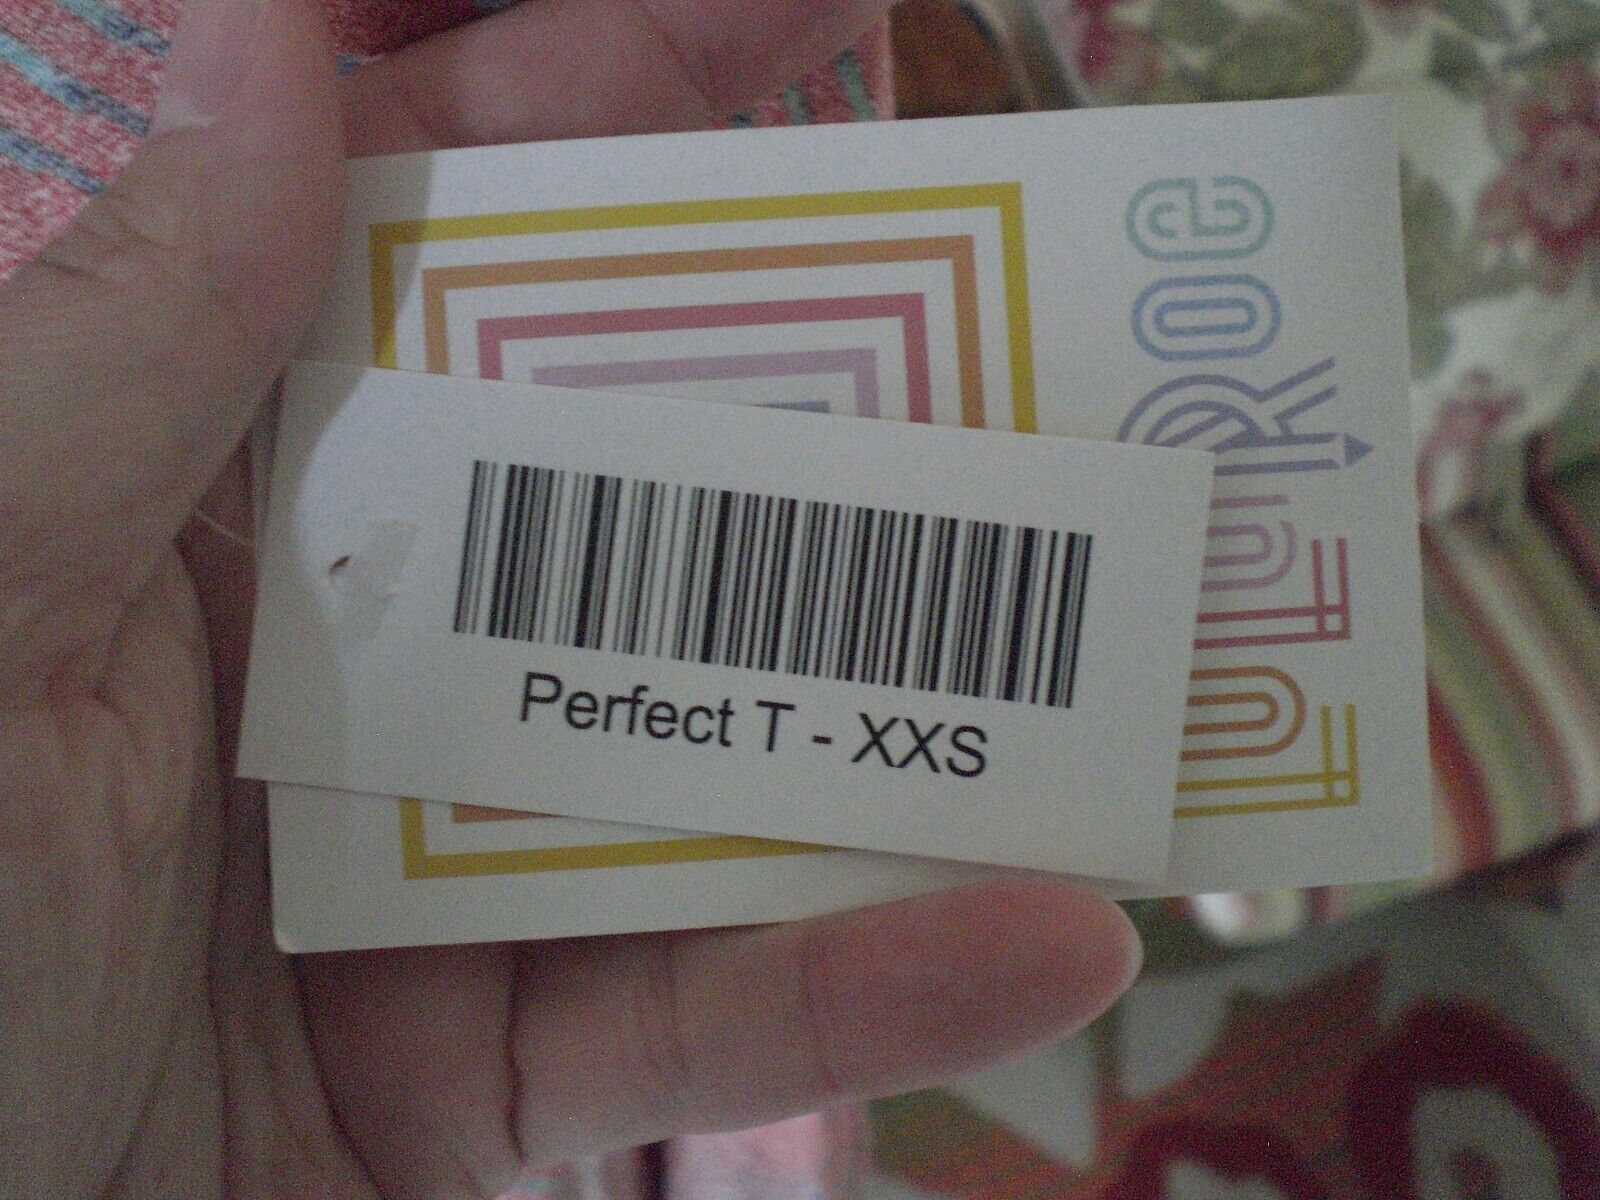 LuLaRoe
Perfect T - XXS